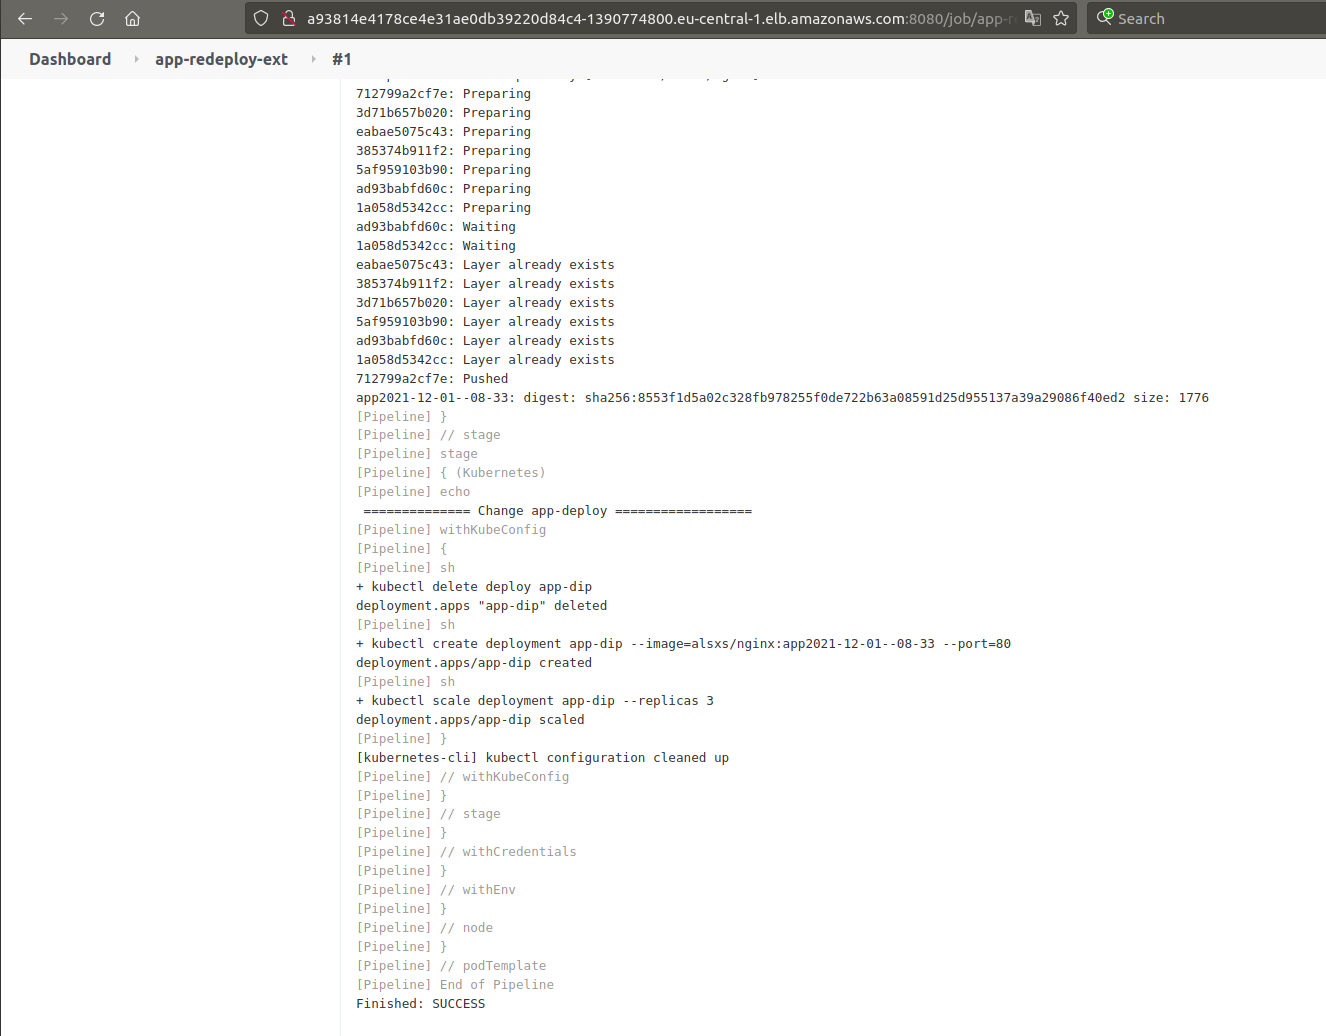 a93814e4178ce4e31ae0db39220d84c4-1390774800.eu-central-1.elb.amazonaws.com:8080/job/app-r
Search
Dashboard app-redeploy-ext #1
712799a2cf7e: Preparing
3d71b657b020: Preparing
eabae5075c43: Preparing
385374b911f2: Preparing
5af959103b90: Preparing
ad93babfd60c: Preparing
1a058d5342cc: Preparing
ad93babfd60c: Waiting
1a058d5342cc: Waiting
eabae5075c43: Layer already exists
385374b911f2: Layer already exists
3d71b657b020: Layer already exists
5af959103b90: Layer already exists
ad93babfd60c: Layer already exists
1a058d5342cc: Layer already exists
712799a2cf7e: Pushed
app2021-12-01--08-33: digest: sha256:8553f1d5a02c328fb978255f0de722b63a08591d25d955137a39a29086f40ed2 size: 1776
[Pipeline] }
[Pipeline] // stage
[Pipeline] stage
[Pipeline] { (Kubernetes)
[Pipeline] echo
============== Change app-deploy ==================
[Pipeline] withKubeConfig
[Pipeline] {
[Pipeline] sh
+ kubectl delete deploy app-dip
deployment.apps "app-dip" deleted
[Pipeline] sh
+ kubectl create deployment app-dip --image=alsxs/nginx:app2021-12-01--08-33 --port=80
deployment.apps/app-dip created
[Pipeline] sh
+ kubectl scale deployment app-dip --replicas 3
deployment.apps/app-dip scaled
[Pipeline] }
[kubernetes-cli] kubectl configuration cleaned up
[Pipeline] // withKubeConfig
[Pipeline] }
[Pipeline] // stage
[Pipeline] }
[Pipeline] // withCredentials
[Pipeline] }
[Pipeline] // withEnv
[Pipeline] }
[Pipeline] // node
[Pipeline] }
[Pipeline] // podTemplate
[Pipeline] End of Pipeline
Finished: SUCCESS